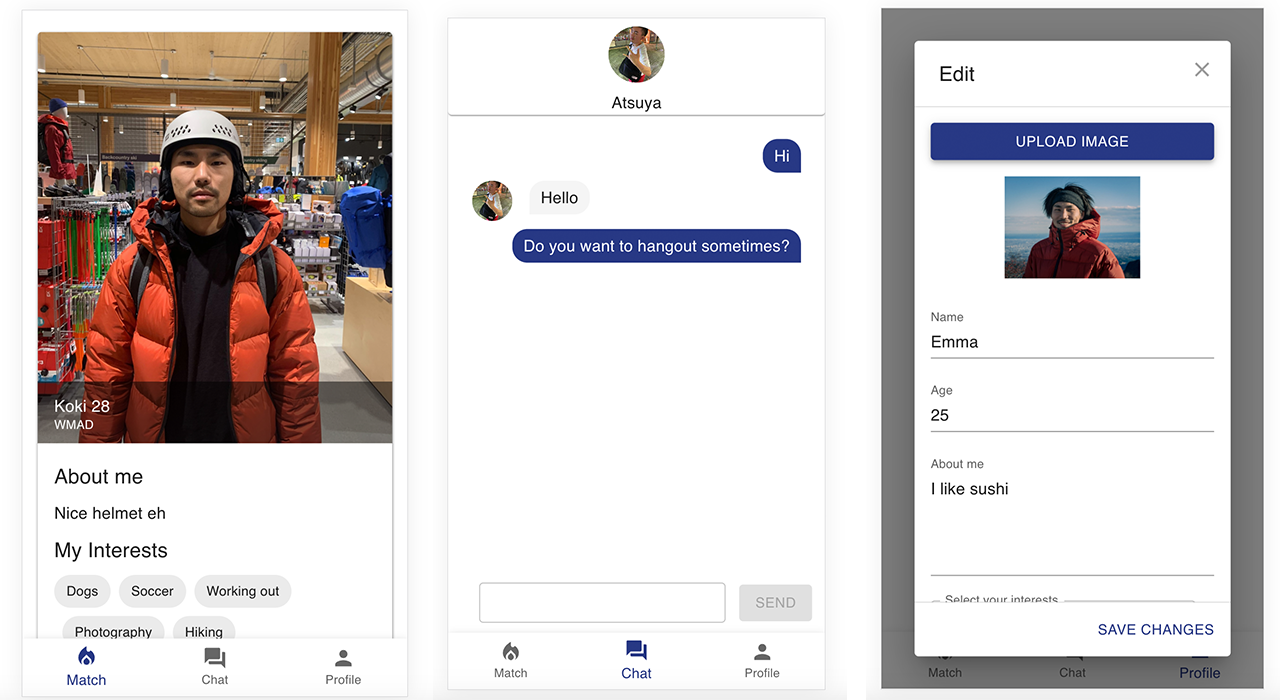 Koki 28
WMAD
About me
Nice helmet eh
My Interests
Dogs
Soccer
Working out
Photography
Hiking
Match
Chat
Profile
Atsuya
Hi
Hello
Do you want to hangout sometimes?
SEND
Match
Chat
Profile
Edit
UPLOAD IMAGE
Name
Emma
Age
25
About me
I like sushi
Select your interests
SAVE CHANGES
Match
Chat
Profile